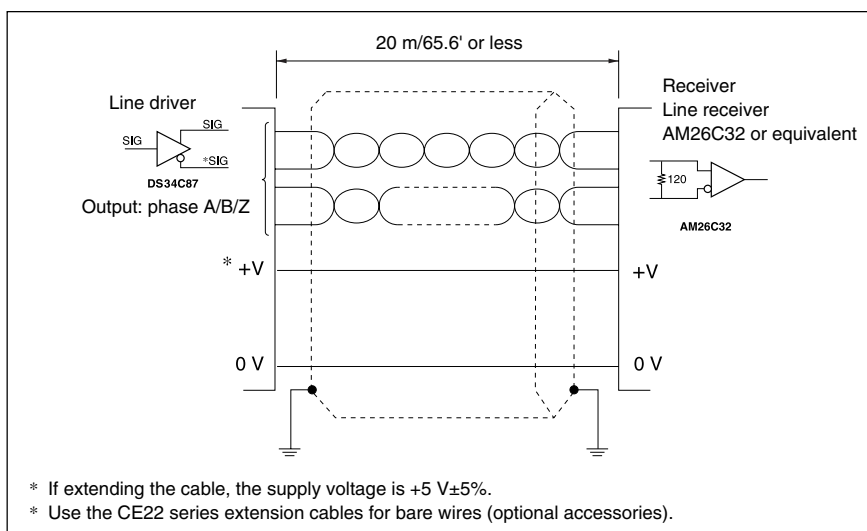 20 m/65.6' or less
Line driver
SIG
SIG
*SIG
DS34C87
Output: phase A/B/Z
Receiver
Line receiver
AM26C32 or equivalent
120
AM26C32
* +V
+V
0 V
0 V
* If extending the cable, the supply voltage is +5 V±5%.
* Use the CE22 series extension cables for bare wires (optional accessories).